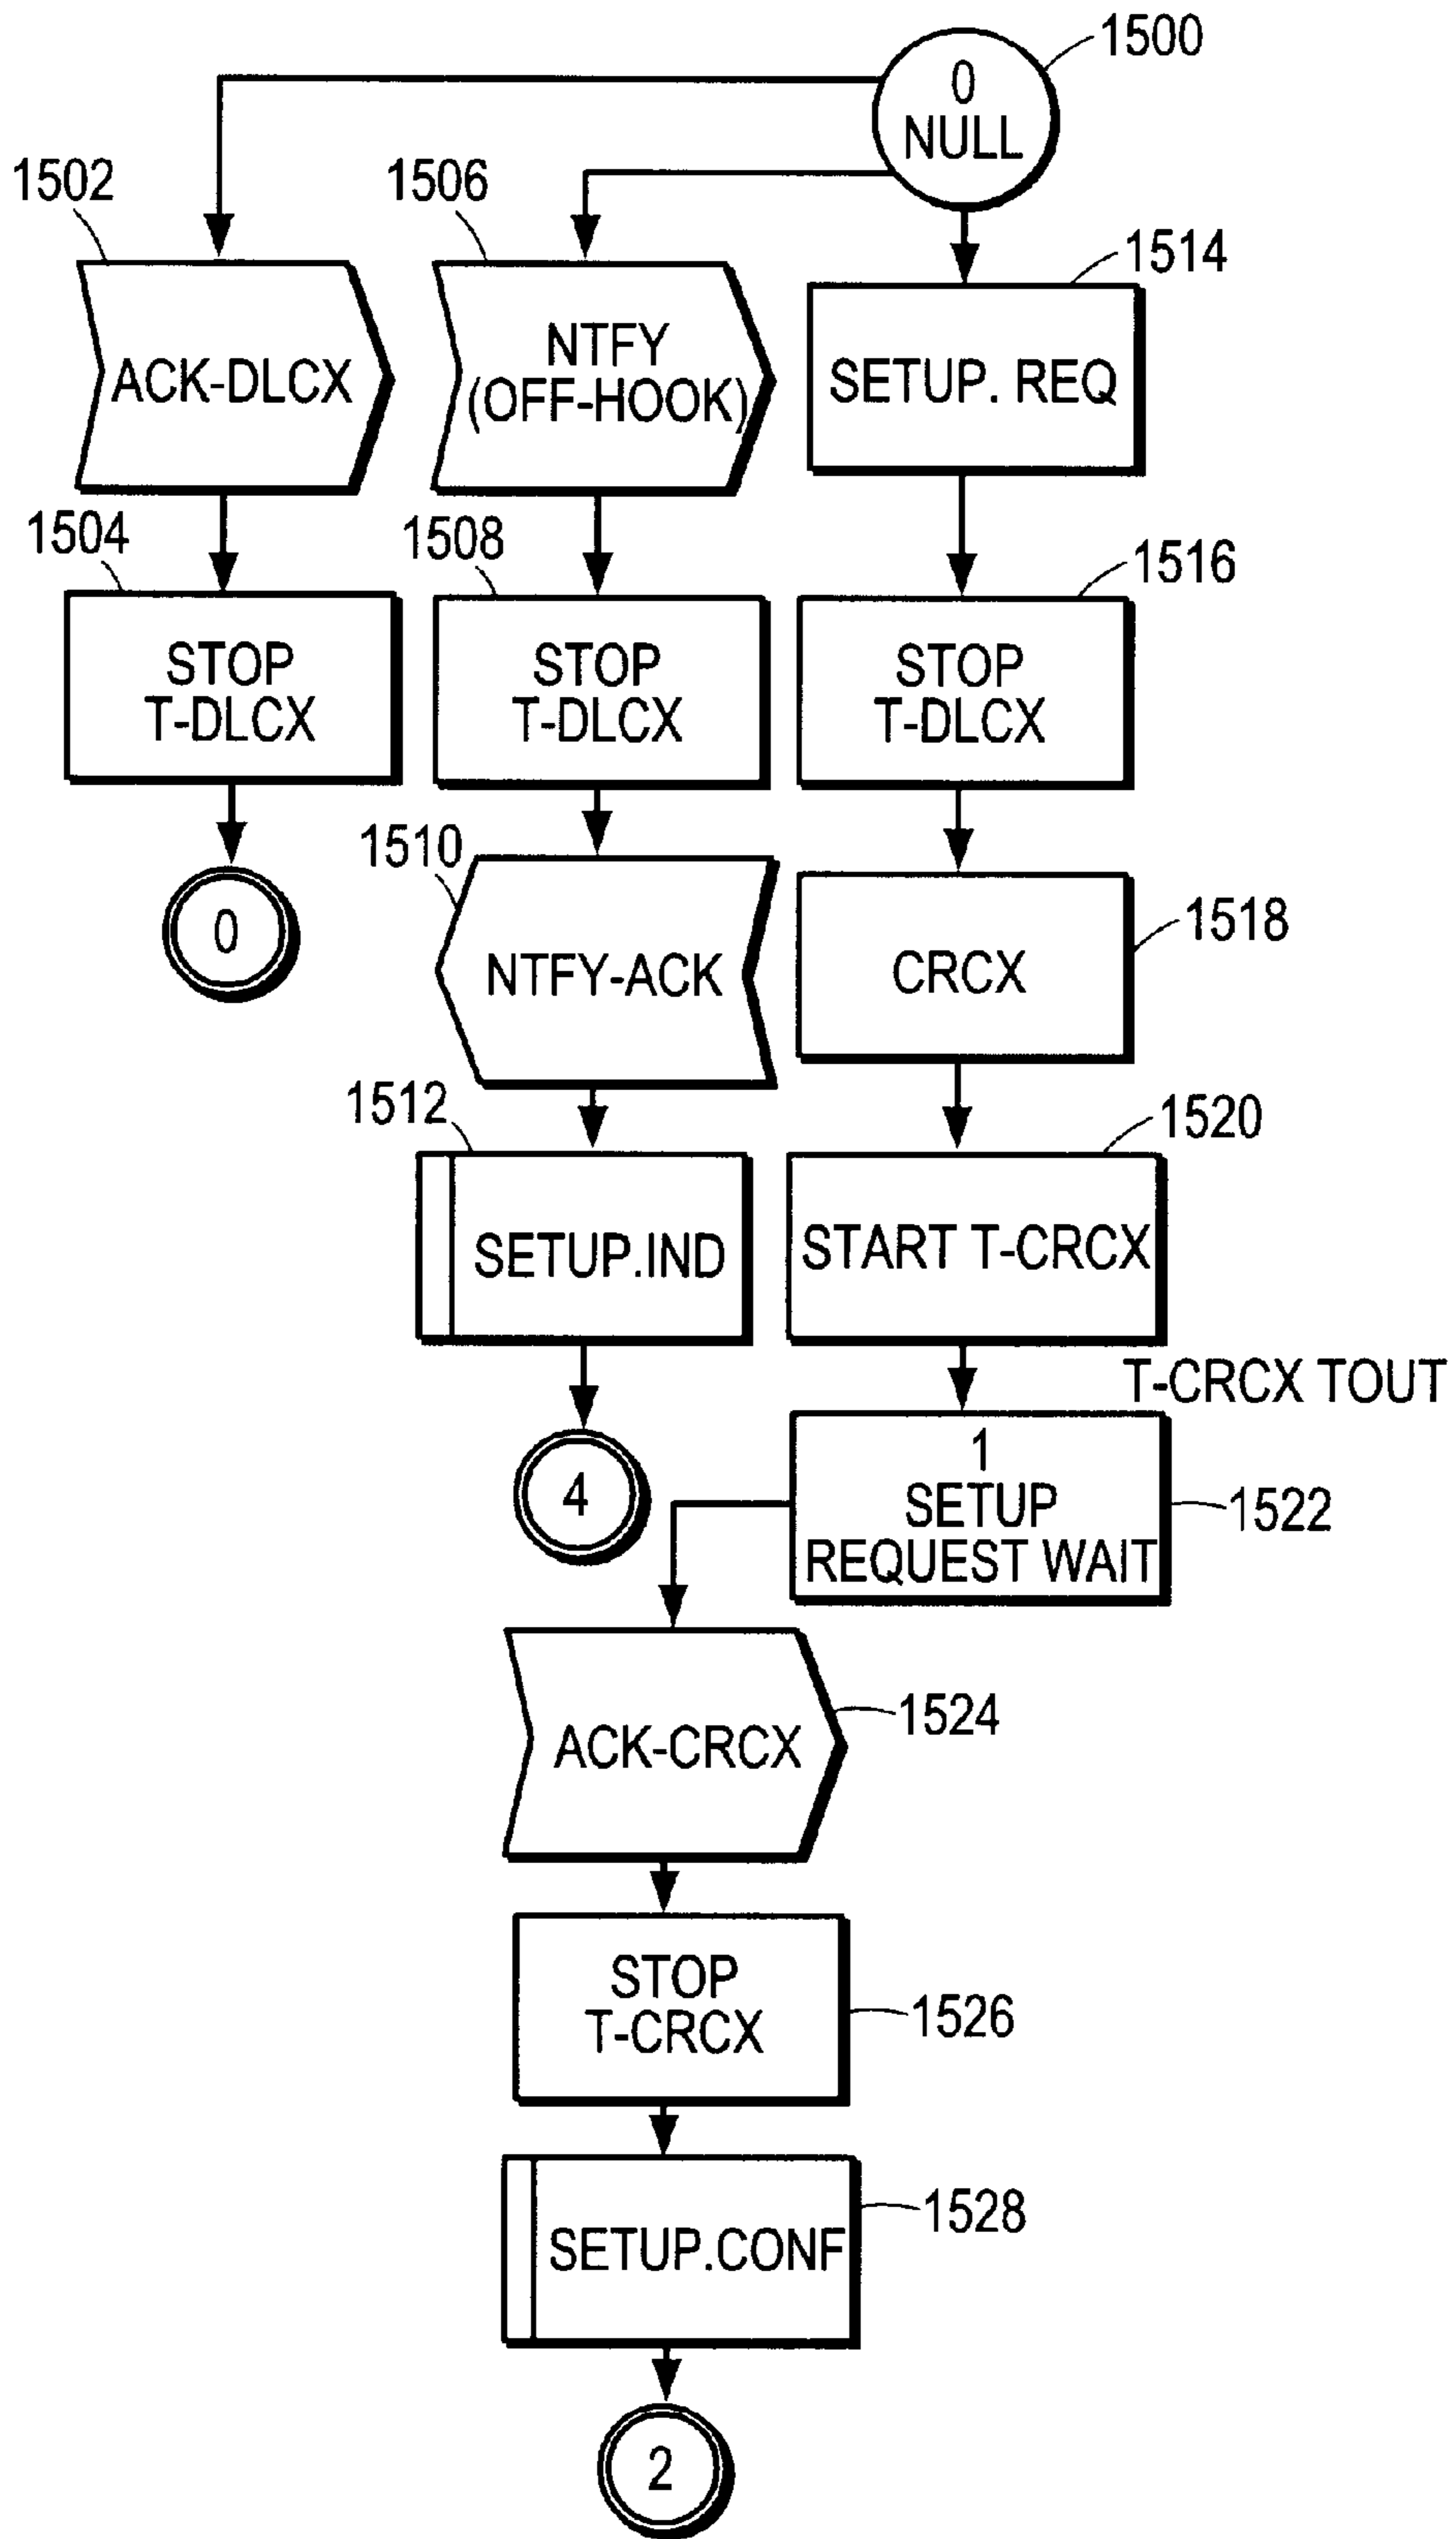 1500
0
NULL
1502
1506
1514
ACK-DLCX
NTFY
(OFF-HOOK)
SETUP. REQ
1504
1508
1516
STOP
T-DLCX
STOP
T-DLCX
STOP
T-DLCX
1510
1518
0
NTFY-ACK
CRCX
1512
1520
SETUP.IND
START T-CRCX
T-CRCX TOUT
4
1
SETUP
REQUEST WAIT
1522
ACK-CRCX
1524
STOP
T-CRCX
1526
SETUP.CONF
1528
2